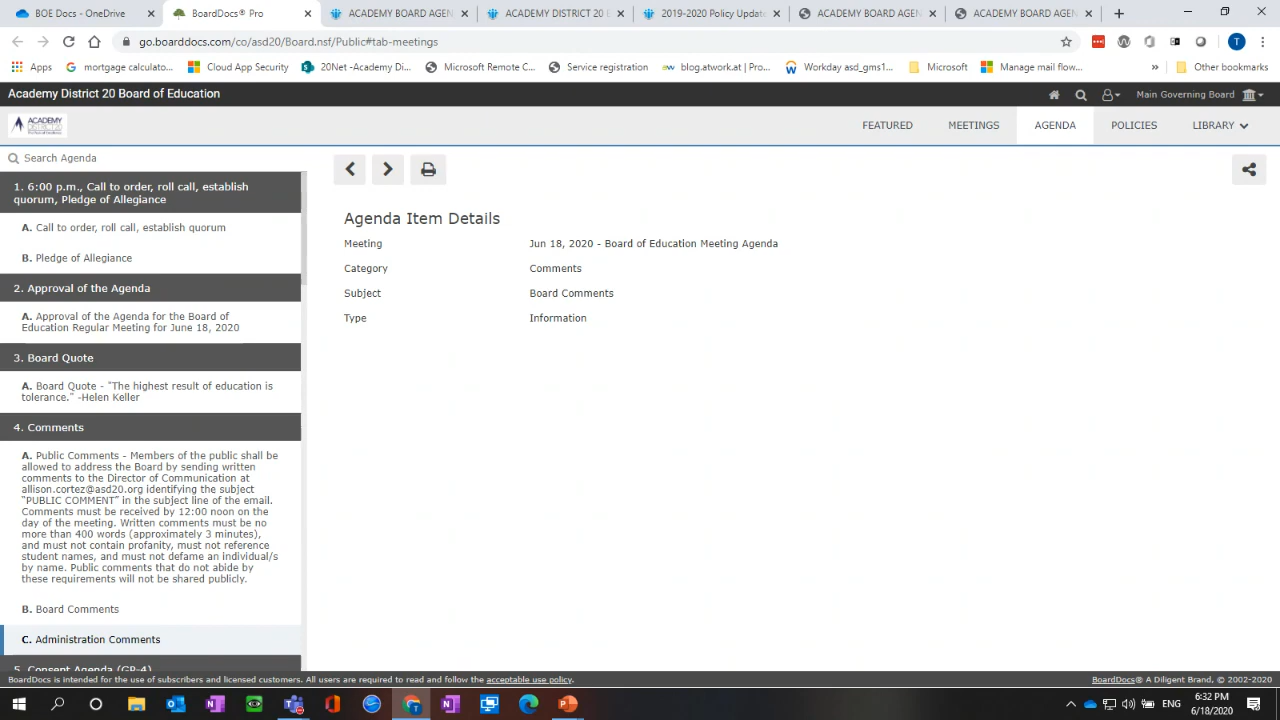 BOE Docs - OneDrive
BoardDocs® Pro
ACADEMY BOARD AGEN
ACADEMY DISTRICT 20 E
2019-2020 Policy Update
ACADEMY BOARD AGEN
ACADEMY BOARD AGEN
go.boarddocs.com/co/asd20/Board.nsf/Public#tab-meetings
T
Apps
mortgage calculato...
Cloud App Security
20Net -Academy Di...
Microsoft Remote C...
Service registration
blog.atwork.at | Pro...
Workday asd_gms1...
Microsoft
Manage mail flow...
»
Other bookmarks
Academy District 20 Board of Education
Main Governing Board
ACADEMY
FEATURED
MEETINGS
AGENDA
POLICIES
LIBRARY
Search Agenda
1. 6:00 p.m., Call to order, roll call, establish
quorum, Pledge of Allegiance
A. Call to order, roll call, establish quorum
B. Pledge of Allegiance
2. Approval of the Agenda
A. Approval of the Agenda for the Board of
Education Regular Meeting for June 18, 2020
3. Board Quote
A. Board Quote - "The highest result of education is
tolerance." -Helen Keller
4. Comments
A. Public Comments - Members of the public shall be
allowed to address the Board by sending written
comments to the Director of Communication at
allison.cortez@asd20.org identifying the subject
"PUBLIC COMMENT" in the subject line of the email.
Comments must be received by 12:00 noon on the
day of the meeting. Written comments must be no
more than 400 words (approximately 3 minutes),
and must not contain profanity, must not reference
student names, and must not defame an individual/s
by name. Public comments that do not abide by
these requirements will not be shared publicly.
B. Board Comments
C. Administration Comments
5. Consent Agenda (GP-4)
Agenda Item Details
Meeting
Jun 18, 2020 - Board of Education Meeting Agenda
Category
Comments
Subject
Board Comments
Type
Information
BoardDocs is intended for the use of subscribers and licensed customers. All users are required to read and follow the acceptable use policy.
BoardDocs® A Diligent Brand, © 2002-2020
ENG
6:32 PM
6/18/2020